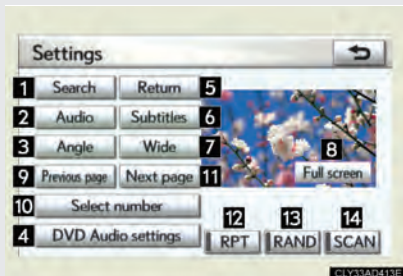 Settings
1 Search Return 5
2 Audio Subtitles 6
3 Angle Wide 7
8
9 Previous page Next page 11 Full screen
10 Select number 12 13 14
4 DVD Audio settings RPT RAND SCAN
CLY33AD413E